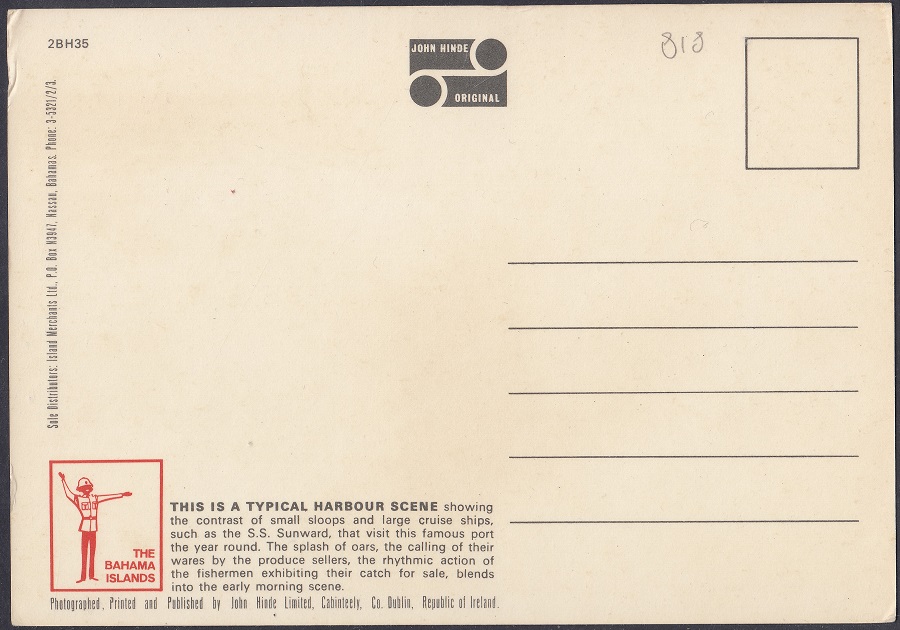 2BH35
JOHN HINDE
ORIGINAL
818
Sole Distributors: Island Merchants Ltd., P.O. Box N3947, Nassau, Bahamas. Phone: 3-5321/2/3.
THE
BAHAMA
ISLANDS
THIS IS A TYPICAL HARBOUR SCENE showing
the contrast of small sloops and large cruise ships,
such as the S.S. Sunward, that visit this famous port
the year round. The splash of oars, the calling of their
wares by the produce sellers, the rhythmic action of
the fishermen exhibiting their catch for sale, blends
into the early morning scene.
Photographed, Printed and Published by John Hinde Limited, Cabinteely, Co. Dublin, Republic of Ireland.